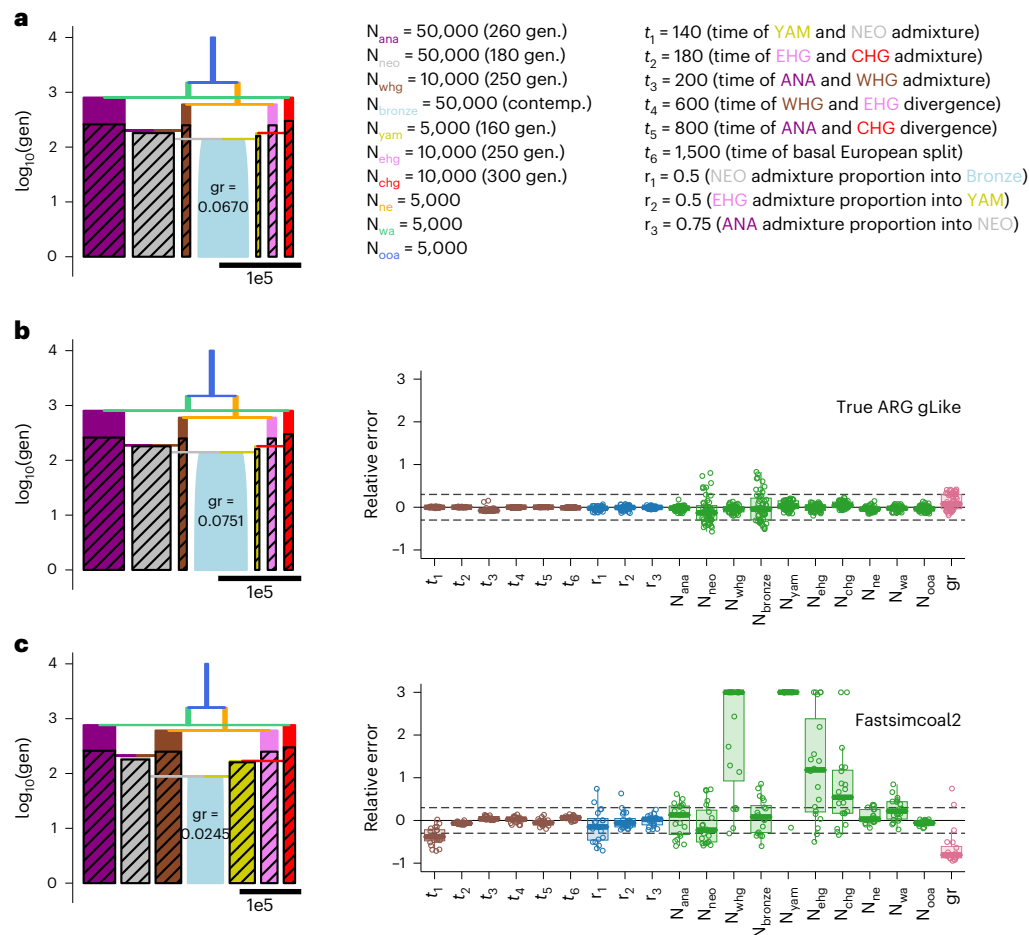 a
4
3
2
1
0
log10(gen)
gr =
0.0670
1e5
Nana = 50,000 (260 gen.)
Nneo = 50,000 (180 gen.)
Nwhg = 10,000 (250 gen.)
Nbronze = 50,000 (contemp.)
Nyam = 5,000 (160 gen.)
Nehg = 10,000 (250 gen.)
Nchg = 10,000 (300 gen.)
Nne = 5,000
Nwa = 5,000
Nooa = 5,000
t1 = 140 (time of YAM and NEO admixture)
t2 = 180 (time of EHG and CHG admixture)
t3 = 200 (time of ANA and WHG admixture)
t4 = 600 (time of WHG and EHG divergence)
t5 = 800 (time of ANA and CHG divergence)
t6 = 1,500 (time of basal European split)
r1 = 0.5 (NEO admixture proportion into Bronze)
r2 = 0.5 (EHG admixture proportion into YAM)
r3 = 0.75 (ANA admixture proportion into NEO)
b
4
3
2
1
0
log10(gen)
gr =
0.0751
1e5
True ARG gLike
3
2
1
0
−1
Relative error
t1 t2 t3 t4 t5 t6 r1 r2 r3 Nana Nneo Nwhg Nbronze Nyam Nehg Nchg Nne Nwa Nooa gr
c
4
3
2
1
0
log10(gen)
gr =
0.0245
1e5
Fastsimcoal2
3
2
1
0
−1
Relative error
t1 t2 t3 t4 t5 t6 r1 r2 r3 Nana Nneo Nwhg Nbronze Nyam Nehg Nchg Nne Nwa Nooa gr